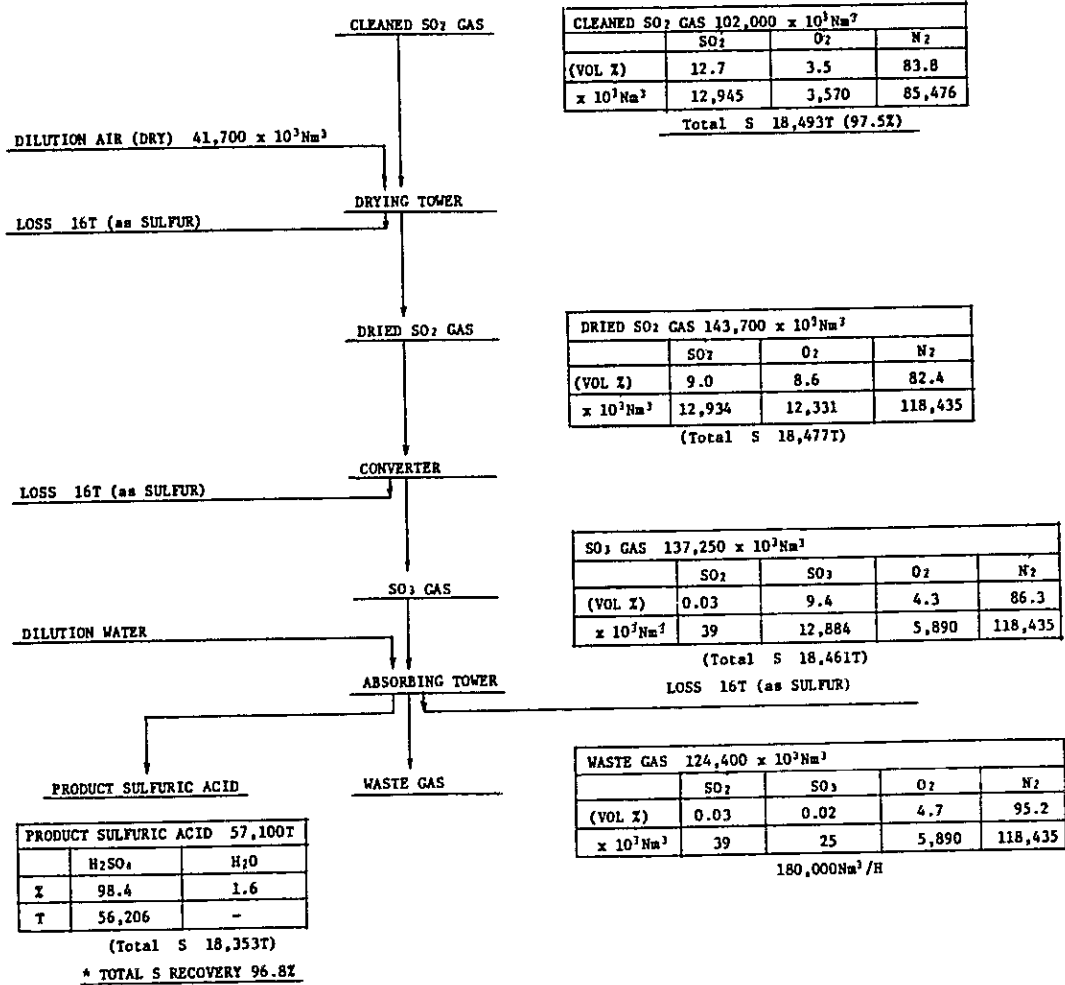 CLEANED SO₂ GAS
CLEANED SO₂ GAS 102,000 x 10³Nm³
SO₂ O₂ N₂
(VOL %) 12.7 3.5 83.8
x 10³Nm³ 12,945 3,570 85,476
Total S 18,493T (97.5%)
DILUTION AIR (DRY) 41,700 x 10³Nm³
DRYING TOWER
LOSS 16T (as SULFUR)
DRIED SO₂ GAS
DRIED SO₂ GAS 143,700 x 10³Nm³
SO₂ O₂ N₂
(VOL %) 9.0 8.6 82.4
x 10³Nm³ 12,934 12,331 118,435
(Total S 18,477T)
CONVERTER
LOSS 16T (as SULFUR)
SO₃ GAS
SO₃ GAS 137,250 x 10³Nm³
SO₂ SO₃ O₂ N₂
(VOL %) 0.03 9.4 4.3 86.3
x 10³Nm³ 39 12,884 5,890 118,435
(Total S 18,461T)
DILUTION WATER
ABSORBING TOWER
LOSS 16T (as SULFUR)
PRODUCT SULFURIC ACID
WASTE GAS
WASTE GAS 124,400 x 10³Nm³
SO₂ SO₃ O₂ N₂
(VOL %) 0.03 0.02 4.7 95.2
x 10³Nm³ 39 25 5,890 118,435
180,000Nm³/H
PRODUCT SULFURIC ACID 57,100T
H₂SO₄ H₂O
% 98.4 1.6
T 56,206 -
(Total S 18,353T)
* TOTAL S RECOVERY 96.8%